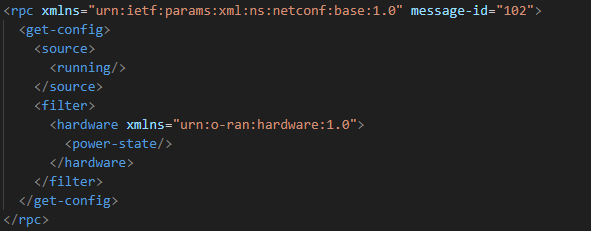 <rpc xmlns="urn:ietf:params:xml:ns:netconf:base:1.0" message-id="102">
<get-config>
<source>
<running/>
</source>
<filter>
<hardware xmlns="urn:o-ran:hardware:1.0">
<power-state/>
</hardware>
</filter>
</get-config>
</rpc>